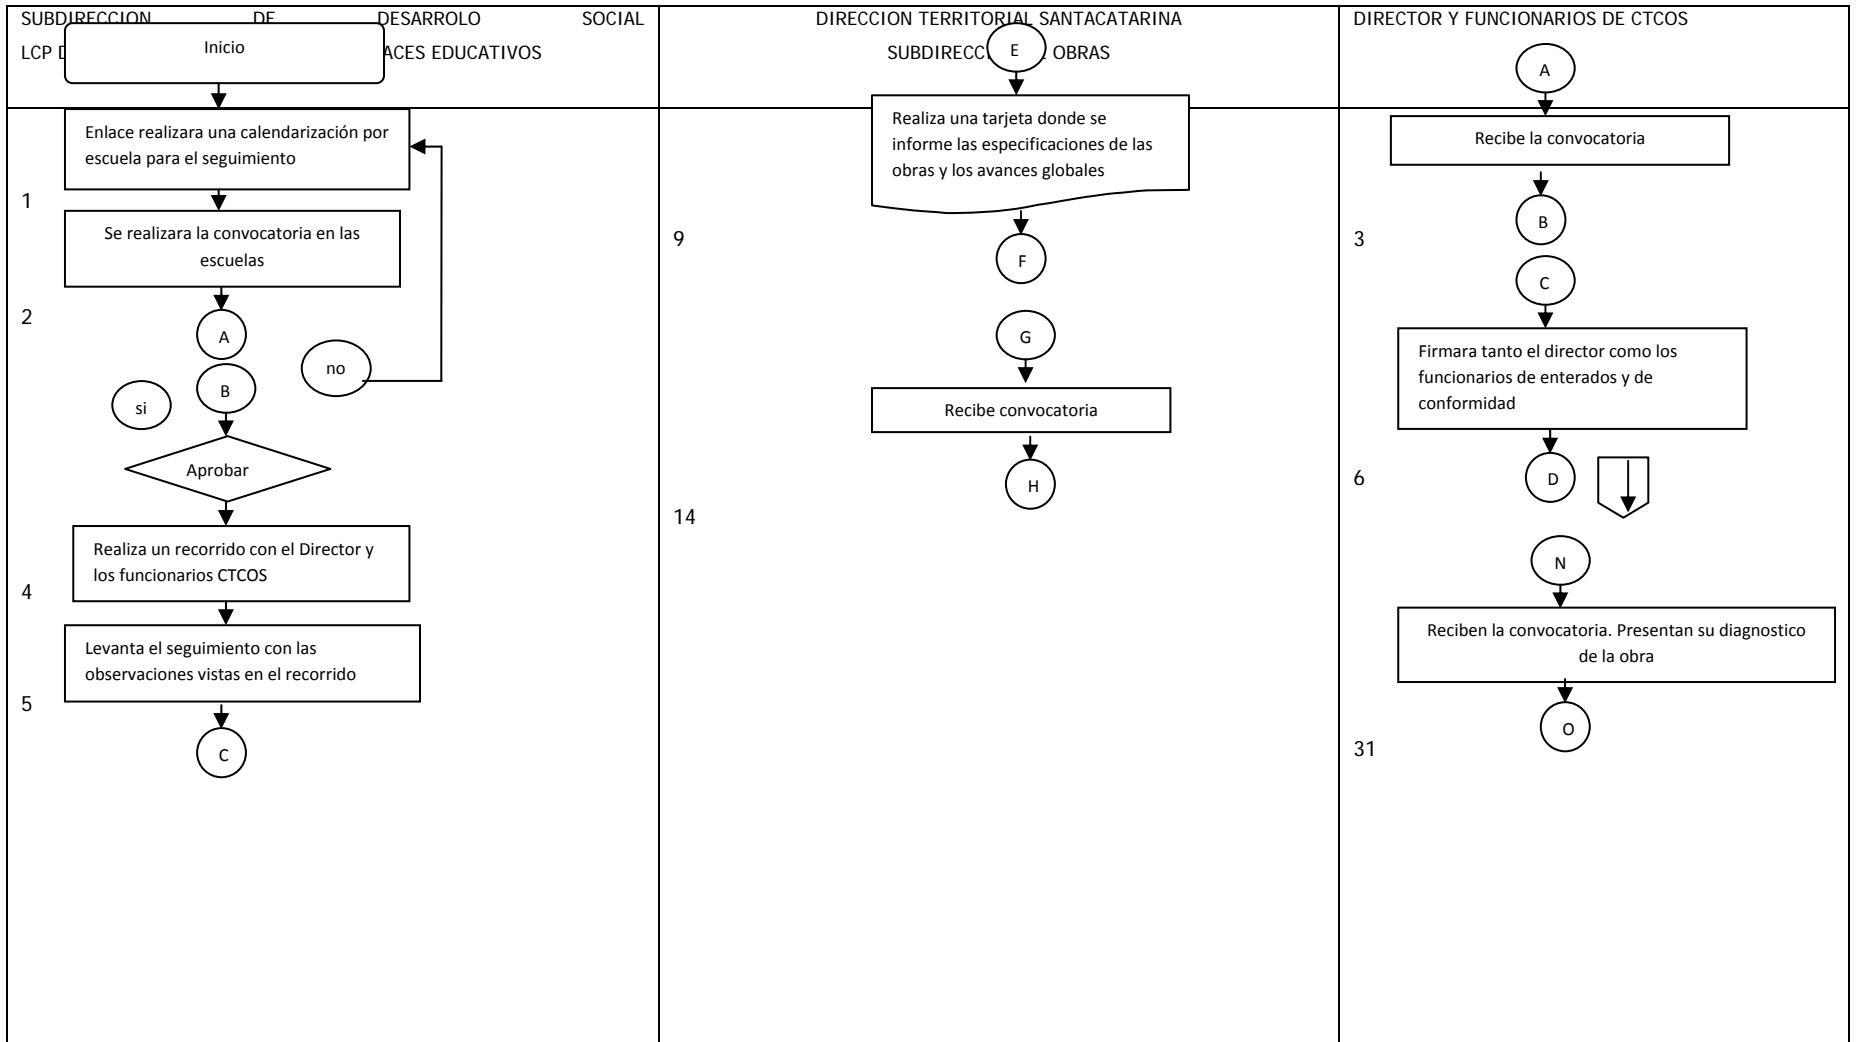 SUBDIRECCION DE DESARROLO SOCIAL
LCP ACES EDUCATIVOS
Inicio
Enlace realizara una calendarización por
escuela para el seguimiento
1
Se realizara la convocatoria en las
escuelas
2
A
no
B
si
Aprobar
Realiza un recorrido con el Director y
los funcionarios CTCOS
4
Levanta el seguimiento con las
observaciones vistas en el recorrido
5
C
DIRECCION TERRITORIAL SANTACATARINA
SUBDIRECC E OBRAS
E
Realiza una tarjeta donde se
informe las especificaciones de las
obras y los avances globales
9
F
G
Recibe convocatoria
H
14
DIRECTOR Y FUNCIONARIOS DE CTCOS
A
Recibe la convocatoria
B
3
C
Firmara tanto el director como los
funcionarios de enterados y de
conformidad
6
D
N
Reciben la convocatoria. Presentan su diagnostico
de la obra
O
31